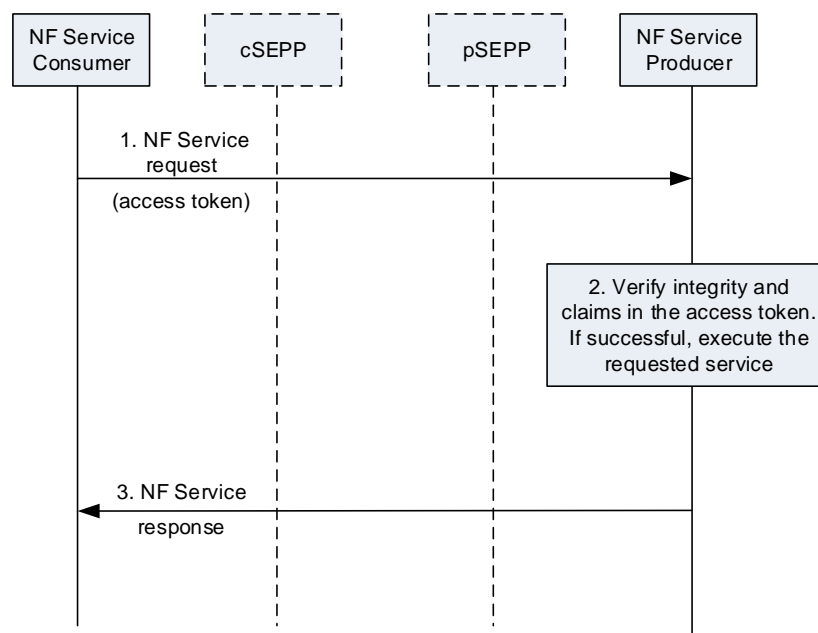 NF Service
Consumer
cSEPP
pSEPP
NF Service
Producer
1. NF Service
request
(access token)
2. Verify integrity and
claims in the access token.
If successful, execute the
requested service
3. NF Service
response